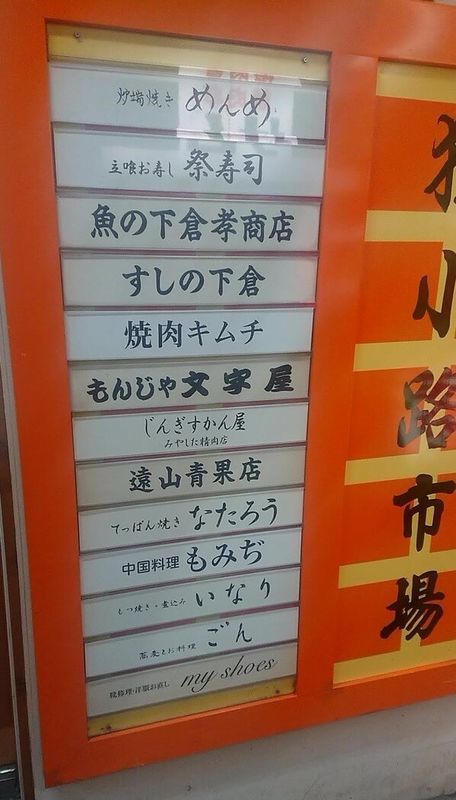 炉端焼き めんめ
立喰お寿し 祭寿司
魚の下倉孝商店
すしの下倉
焼肉キムチ
もんじゃ 文字屋
じんぎすかん屋
みやした精肉店
遠山青果店
てっぱん焼き なたろう
中国料理 もみぢ
もつ焼き・煮込み いなり
蕎麦とお料理 ごん
靴修理・洋服お直し my shoes
小路市場